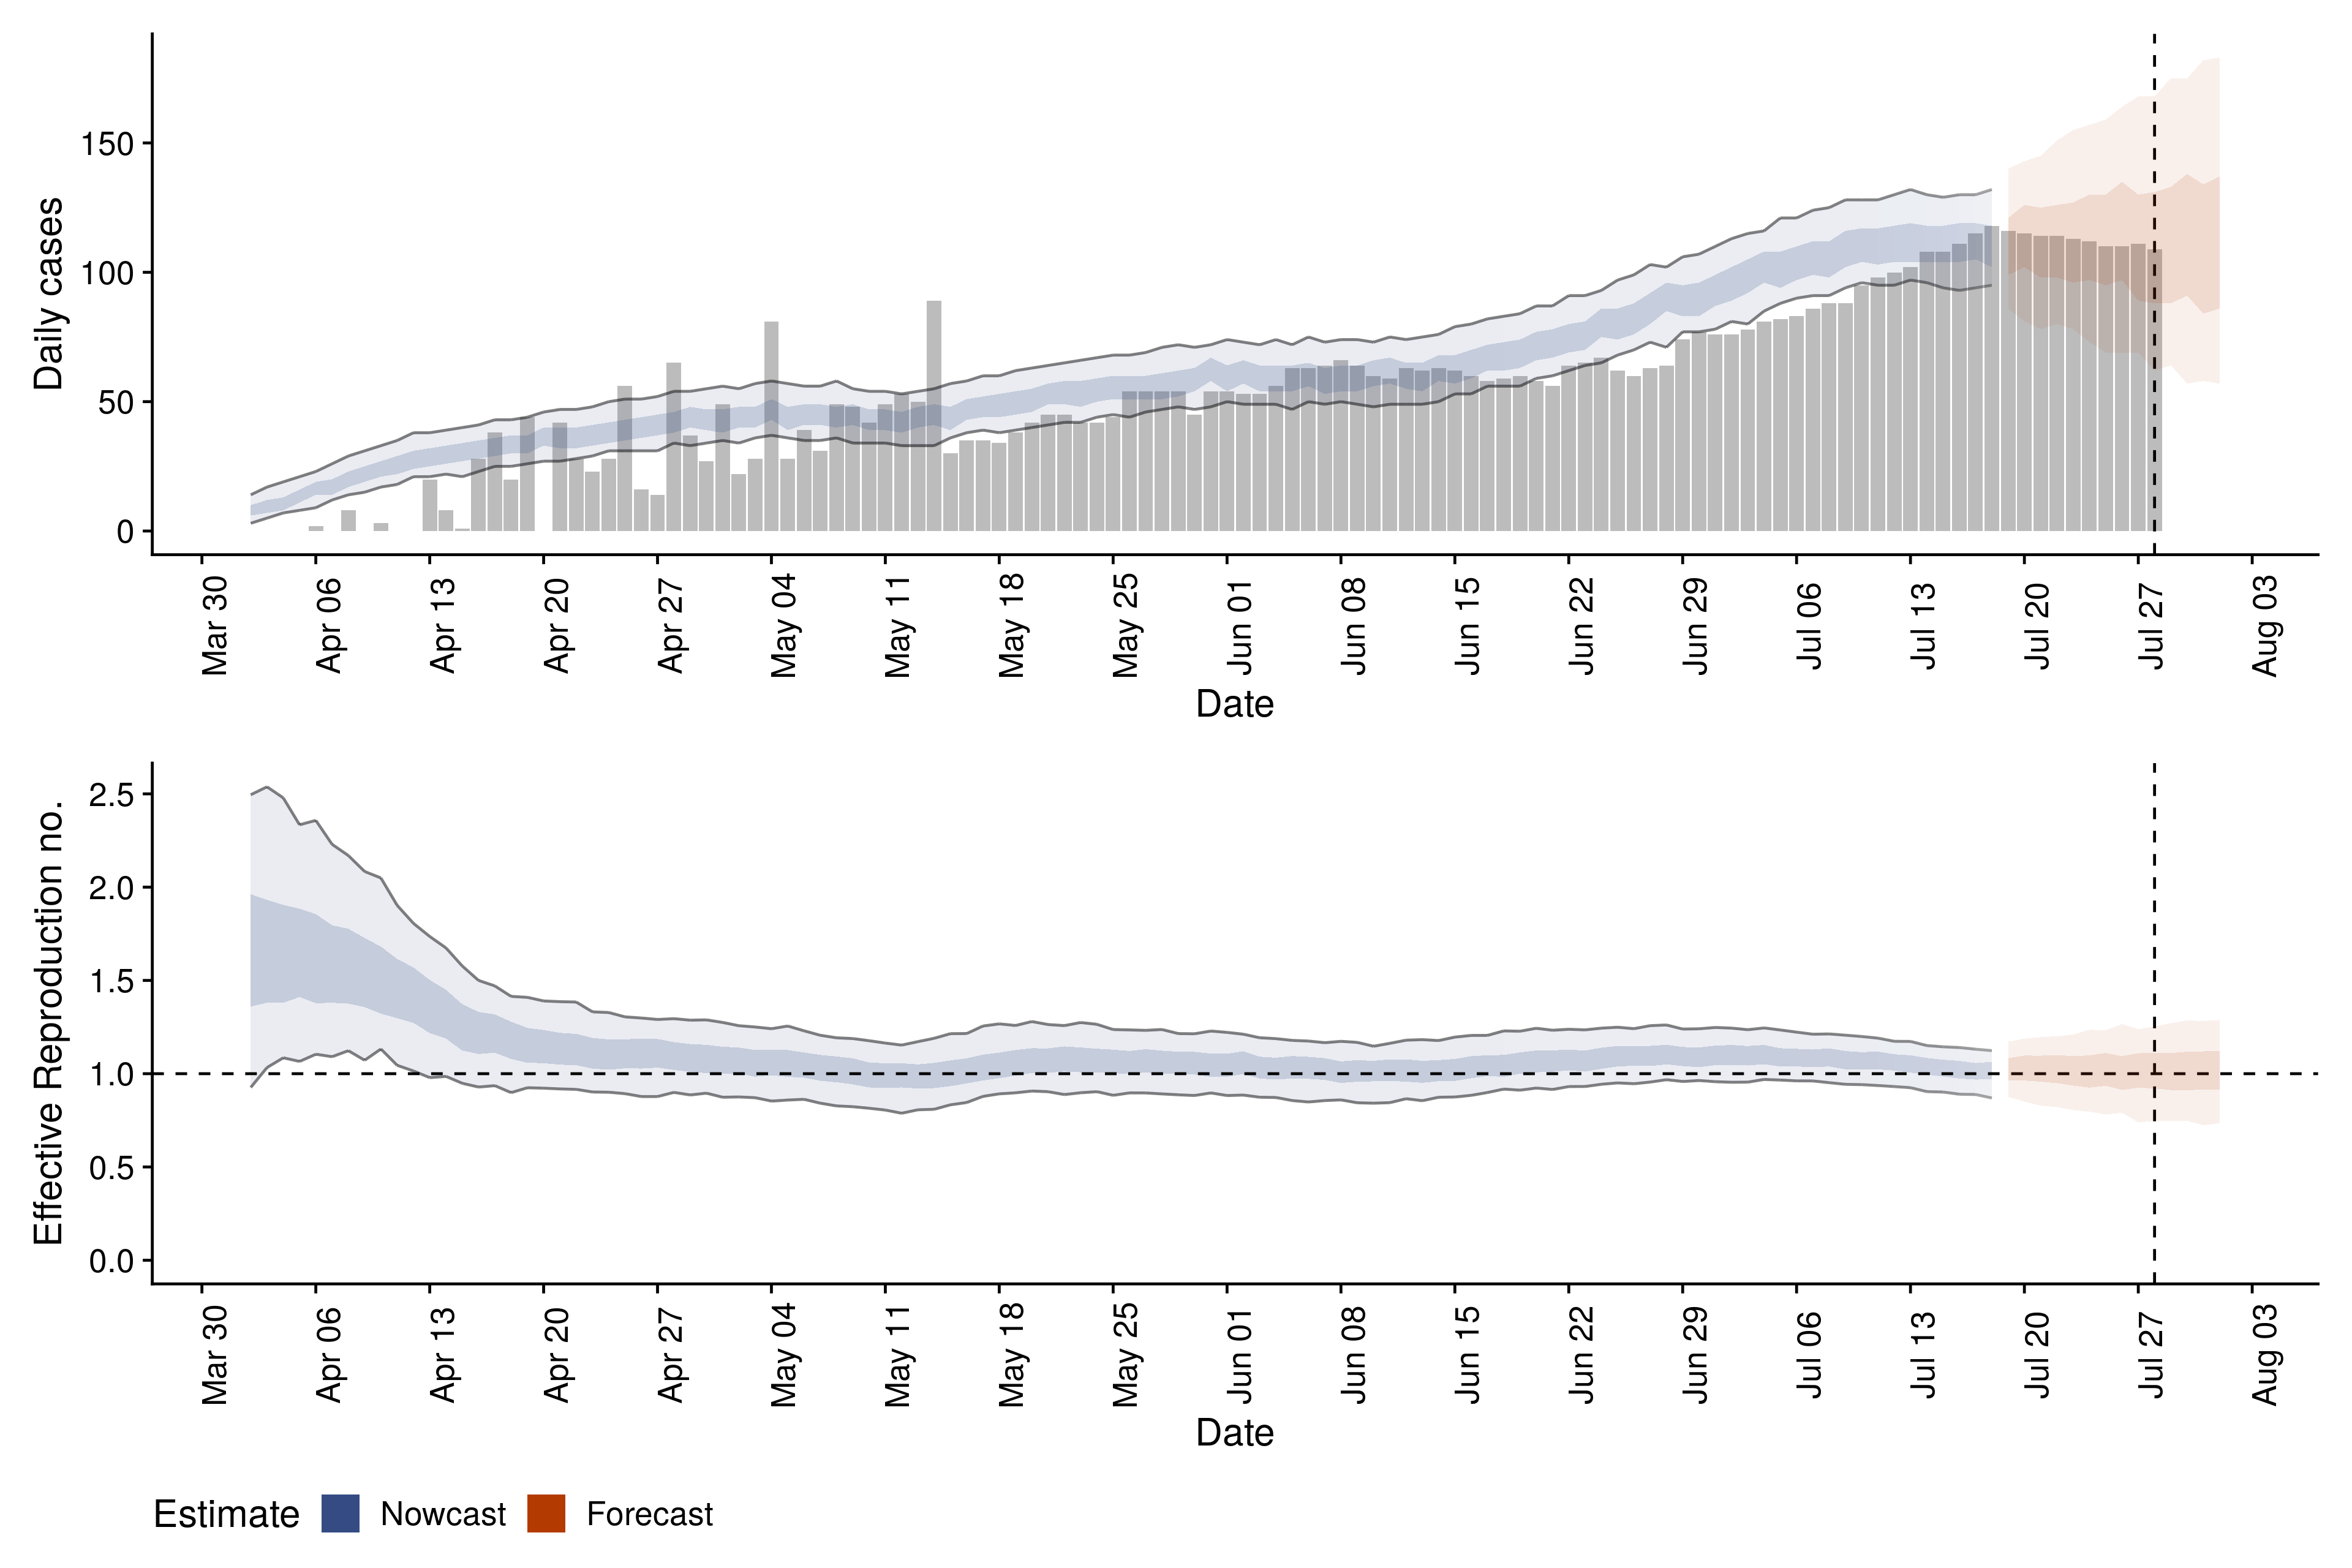 Daily cases
150
100
50
0
Mar 30
Apr 06
Apr 13
Apr 20
Apr 27
May 04
May 11
May 18
May 25
Jun 01
Jun 08
Jun 15
Jun 22
Jun 29
Jul 06
Jul 13
Jul 20
Jul 27
Aug 03
Date
Effective Reproduction no.
2.5
2.0
1.5
1.0
0.5
0.0
Mar 30
Apr 06
Apr 13
Apr 20
Apr 27
May 04
May 11
May 18
May 25
Jun 01
Jun 08
Jun 15
Jun 22
Jun 29
Jul 06
Jul 13
Jul 20
Jul 27
Aug 03
Date
Estimate Nowcast Forecast